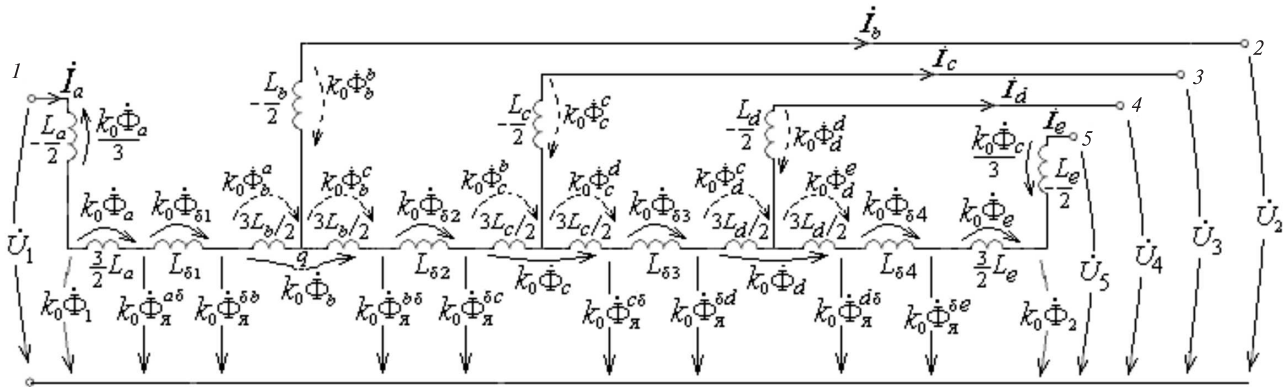 İ_b
2
İ_c
3
1
İ_a
-L_b/2
k₀Φ̇_b^b
-L_c/2
k₀Φ̇_c^c
İ_d
4
-L_a/2
k₀Φ̇_a/3
-L_d/2
k₀Φ̇_d^d
İ_e
5
k₀Φ̇_c/3
-L_e/2
k₀Φ̇_a
k₀Φ̇_δ1
k₀Φ̇_b^a
k₀Φ̇_b^c
k₀Φ̇_δ2
k₀Φ̇_c^b
k₀Φ̇_c^d
k₀Φ̇_δ3
k₀Φ̇_d^c
k₀Φ̇_d^e
k₀Φ̇_δ4
k₀Φ̇_e
3L_b/2
3L_b/2
3L_c/2
3L_c/2
3L_d/2
3L_d/2
U̇_1
3/2 L_a
L_δ1
q
k₀Φ̇_b
L_δ2
k₀Φ̇_c
L_δ3
k₀Φ̇_d
L_δ4
3/2 L_e
U̇_5
U̇_4
U̇_3
U̇_2
k₀Φ̇_1
k₀Φ̇_я^aδ
k₀Φ̇_я^δb
k₀Φ̇_я^bδ
k₀Φ̇_я^δc
k₀Φ̇_я^cδ
k₀Φ̇_я^δd
k₀Φ̇_я^dδ
k₀Φ̇_я^δe
k₀Φ̇_2